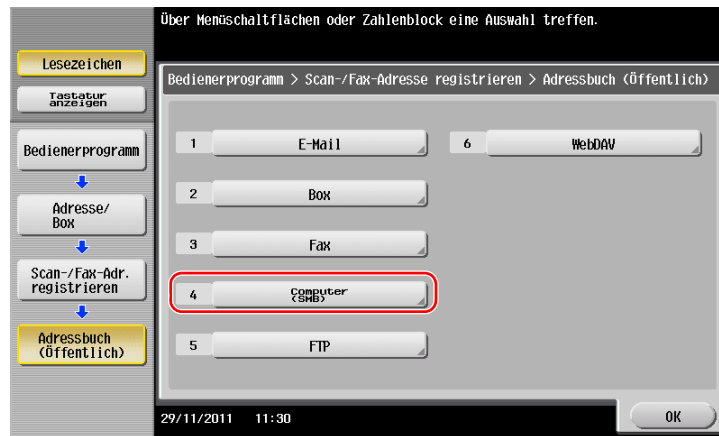 Über Menüschaltflächen oder Zahlenblock eine Auswahl treffen.
Lesezeichen
Tastatur
anzeigen
Bedienerprogramm
Adresse/
Box
Scan-/Fax-Adr.
registrieren
Adressbuch
(Öffentlich)
Bedienerprogramm > Scan-/Fax-Adresse registrieren > Adressbuch (Öffentlich)
1 E-Mail
2 Box
3 Fax
4 Computer
(SMB)
5 FTP
6 WebDAV
29/11/2011 11:30
OK